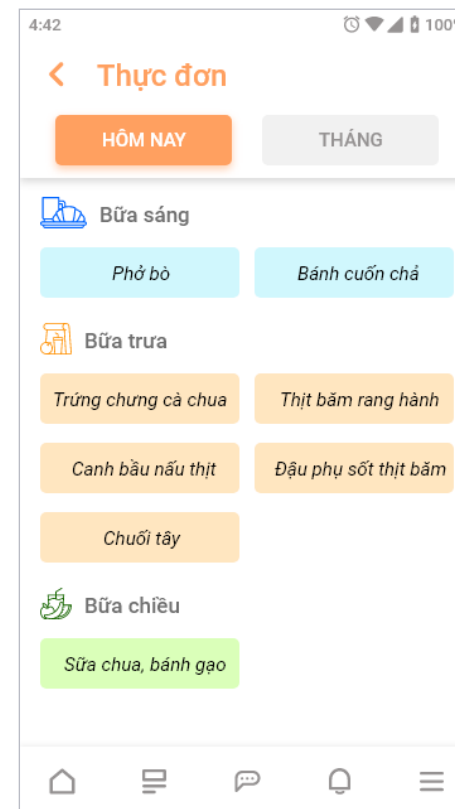 4:42 100%
Thực đơn
HÔM NAY THÁNG
Bữa sáng
Phở bò Bánh cuốn chả
Bữa trưa
Trứng chưng cà chua Thịt băm rang hành
Canh bầu nấu thịt Đậu phụ sốt thịt băm
Chuối tây
Bữa chiều
Sữa chua, bánh gạo